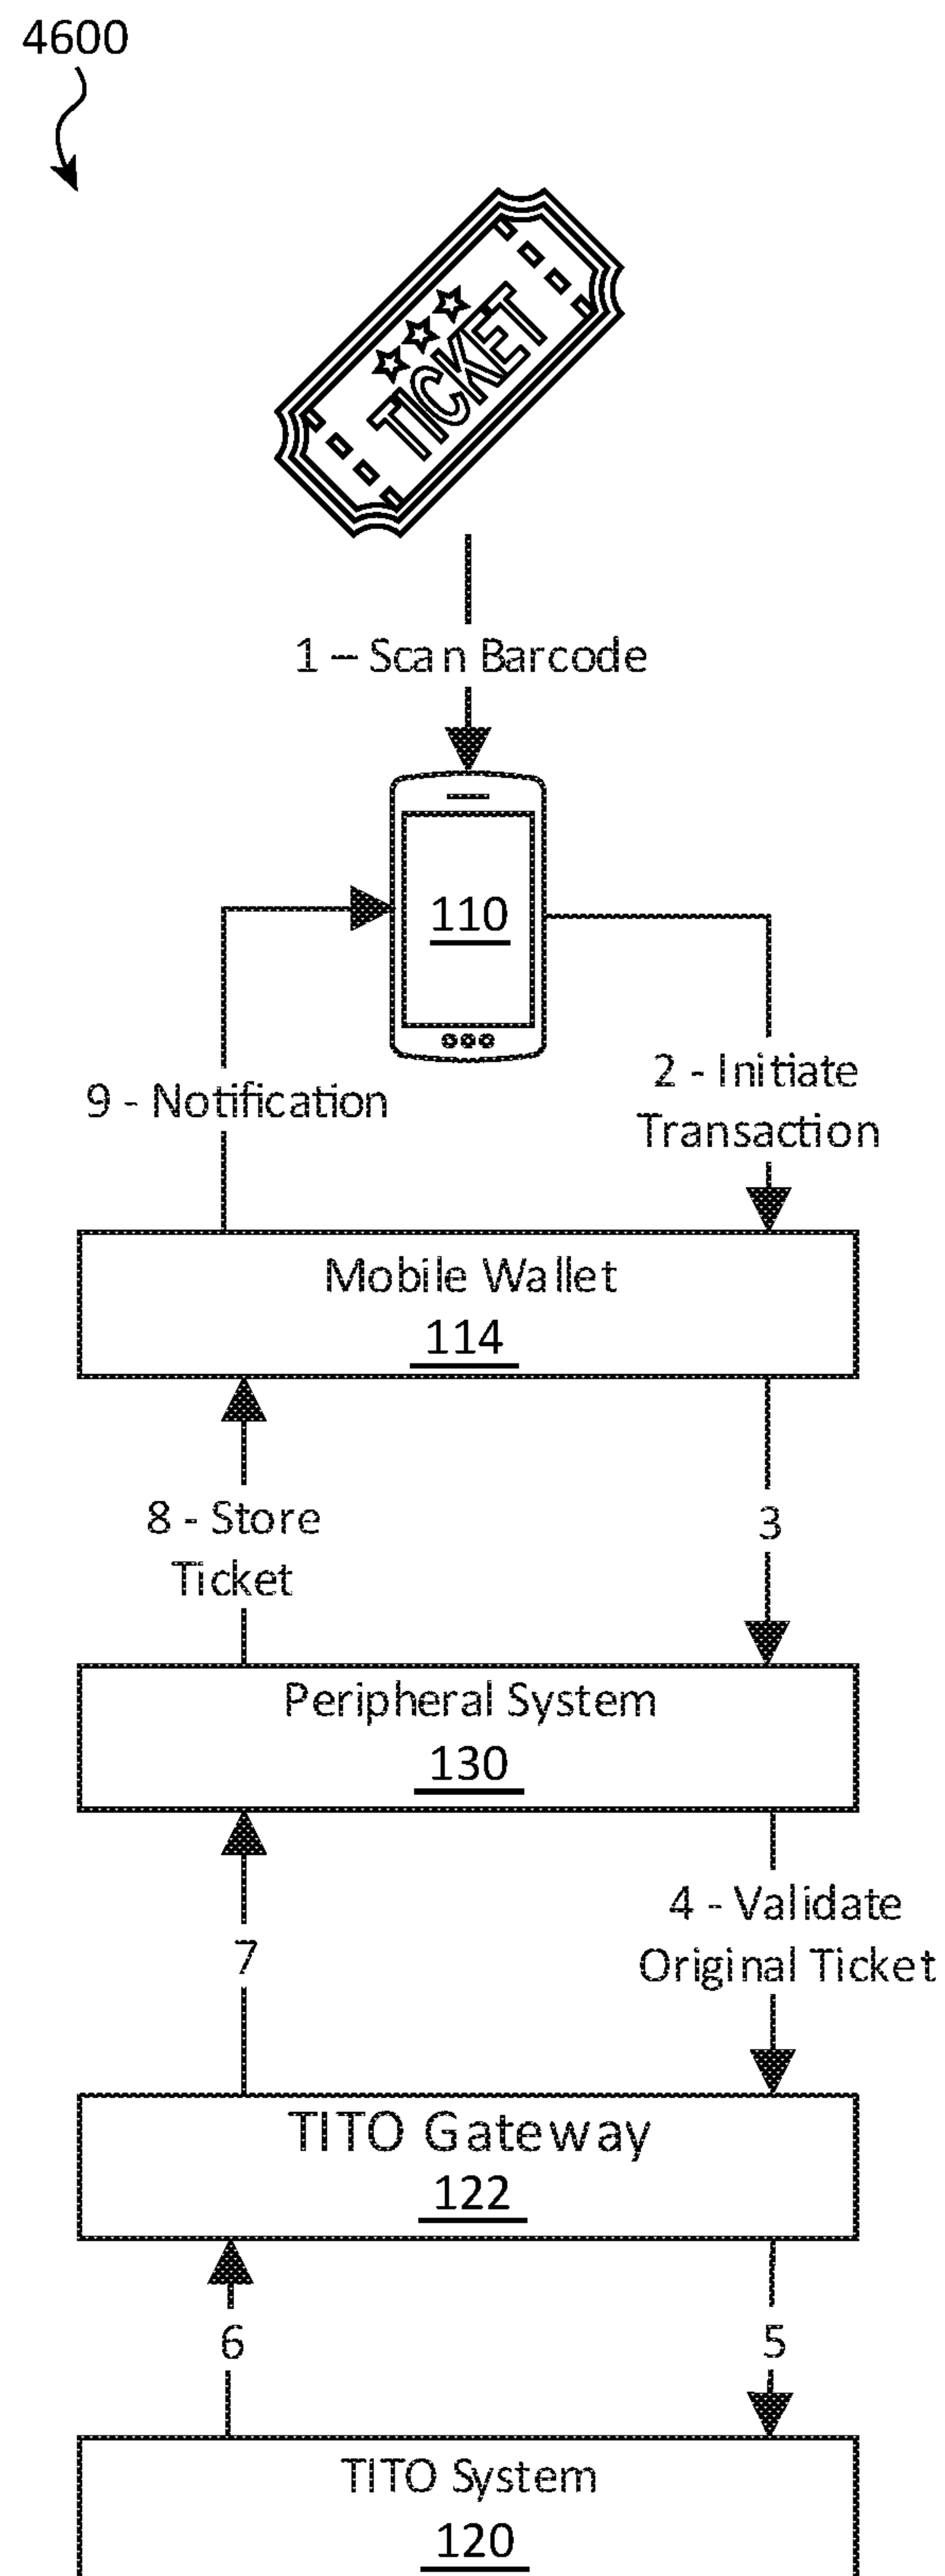 4600
TICKET
1 – Scan Barcode
110
2 - Initiate
Transaction
9 - Notification
Mobile Wallet
114
8 - Store
Ticket
3
Peripheral System
130
4 - Validate
Original Ticket
7
TITO Gateway
122
6
5
TITO System
120